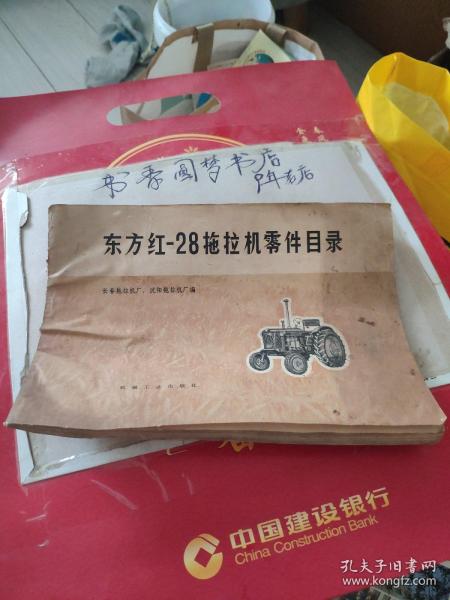 书香圆梦书店
东方红-28拖拉机零件目录
长春拖拉机厂、沈阳拖拉机厂编
机械工业出版社
中国建设银行
China Construction Bank
孔夫子旧书网
www.kongfz.com